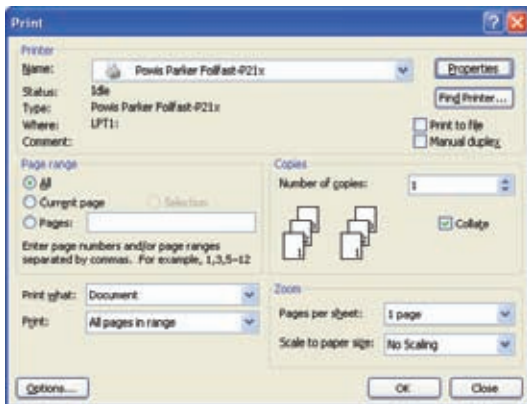 Print
Printer
Name: Powis Parker Foilfast-P21x Properties
Status: Idle Find Printer...
Type: Powis Parker Foilfast-P21x
Where: LPT1: Print to file
Comment: Manual duplex
Page range
All
Current page Selection
Pages:
Enter page numbers and/or page ranges
separated by commas. For example, 1,3,5-12
Copies
Number of copies: 1
Collate
Print what: Document
Print: All pages in range
Zoom
Pages per sheet: 1 page
Scale to paper size: No Scaling
Options... OK Close